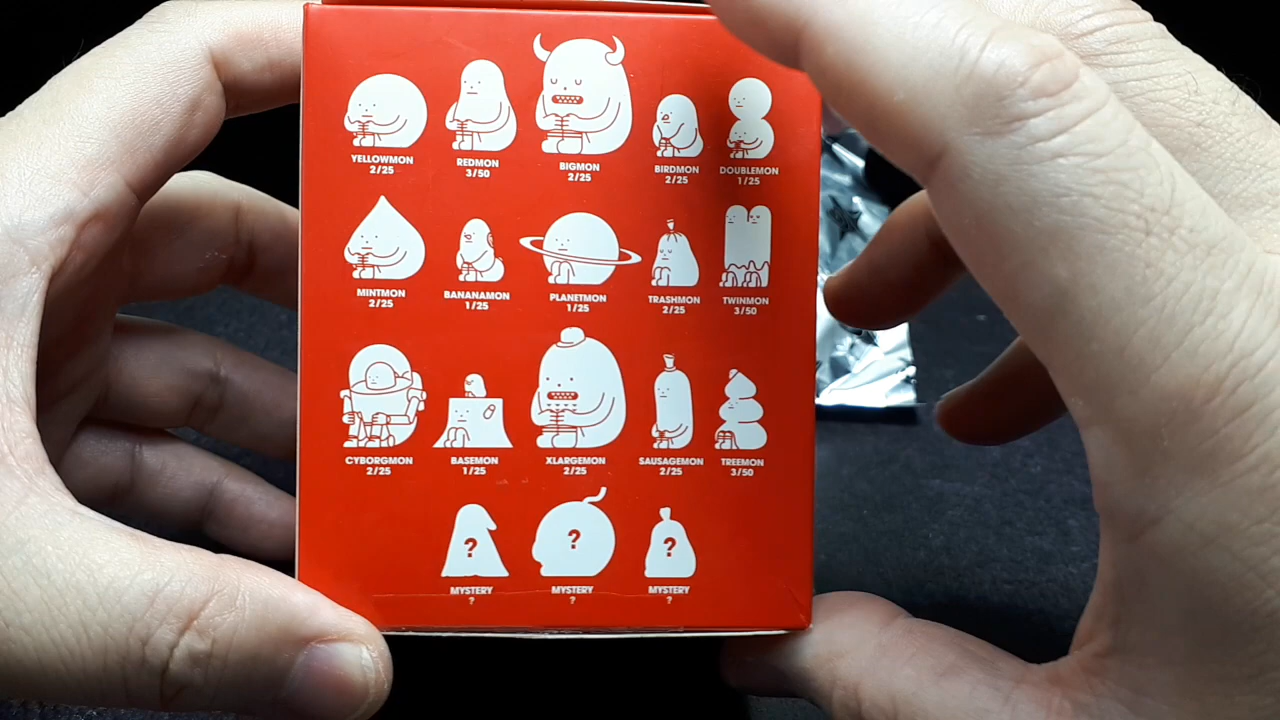 YELLOWMON
2/25
REDMON
3/50
BIGMON
2/25
BIRDMON
2/25
DOUBLEMON
1/25
MINTMON
2/25
BANANAMON
1/25
PLANETMON
1/25
TRASHMON
2/25
TWINMON
3/50
CYBORGMON
2/25
BASEMON
1/25
XLARGEMON
2/25
SAUSAGEMON
2/25
TREEMON
3/50
?
MYSTERY
?
?
MYSTERY
?
?
MYSTERY
?